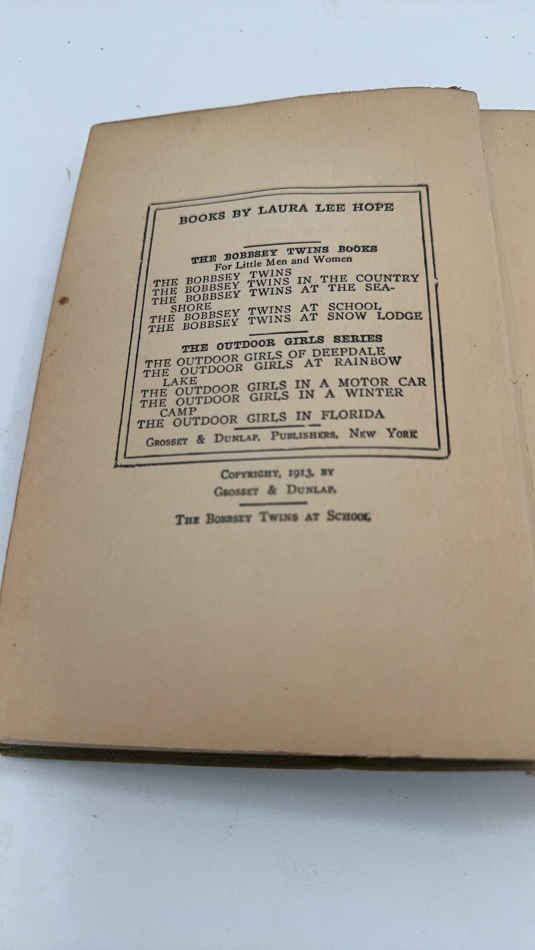 BOOKS BY LAURA LEE HOPE
THE BOBBSEY TWINS BOOKS
For Little Men and Women
THE BOBBSEY TWINS
THE BOBBSEY TWINS IN THE COUNTRY
THE BOBBSEY TWINS AT THE SEA-
SHORE
THE BOBBSEY TWINS AT SCHOOL
THE BOBBSEY TWINS AT SNOW LODGE
THE OUTDOOR GIRLS SERIES
THE OUTDOOR GIRLS OF DEEPDALE
THE OUTDOOR GIRLS AT RAINBOW
LAKE
THE OUTDOOR GIRLS IN A MOTOR CAR
THE OUTDOOR GIRLS IN A WINTER
CAMP
THE OUTDOOR GIRLS IN FLORIDA
GROSSET & DUNLAP, PUBLISHERS, NEW YORK
COPYRIGHT, 1913, BY
GROSSET & DUNLAP.
THE BOBBSEY TWINS AT SCHOOL.